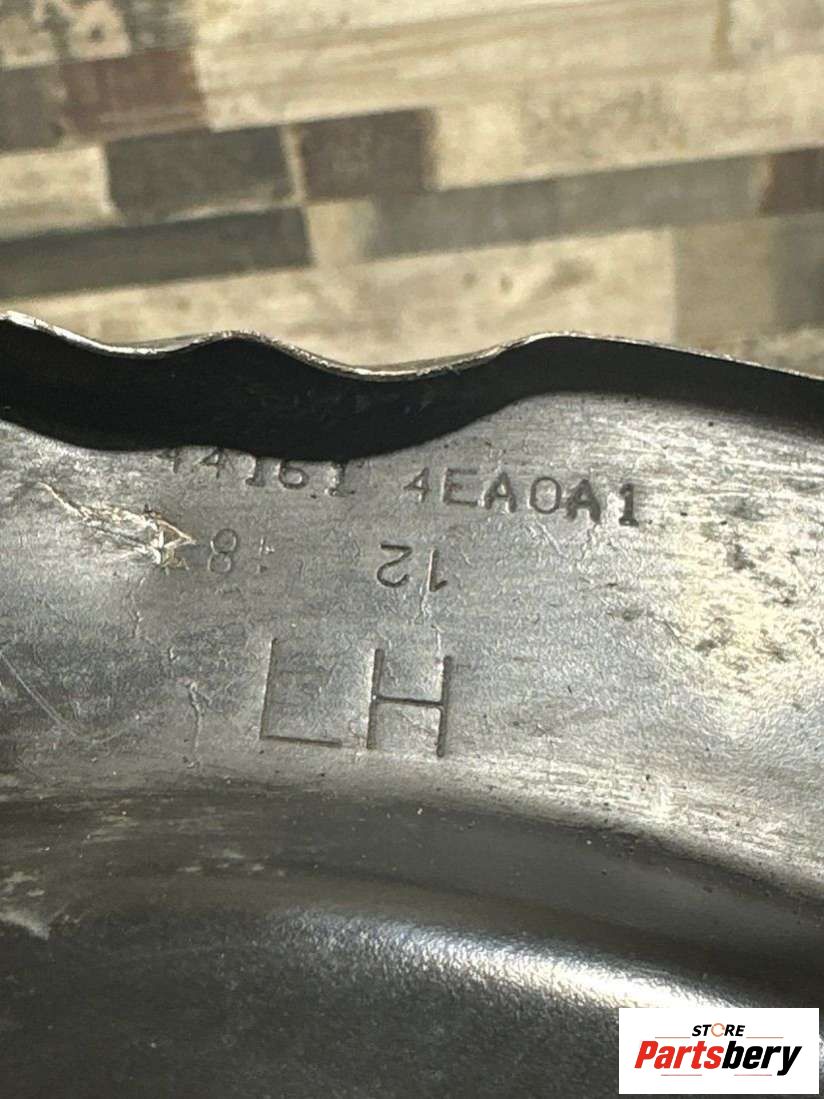 44161 4EA0A1
8 12
LH
STORE
Partsbery